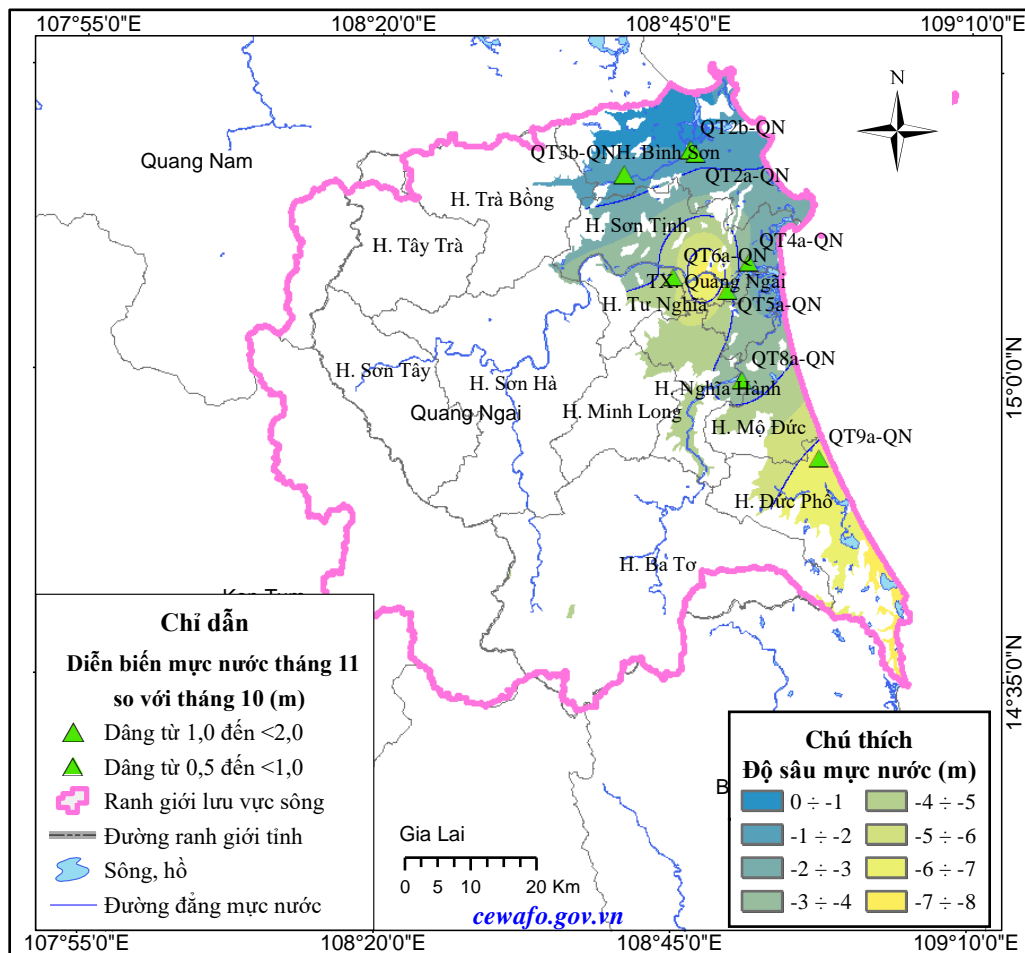 107°55'0"E 108°20'0"E 108°45'0"E 109°10'0"E
N
QT2b-QN
Quang Nam
QT3b-QN H. Bình Sơn
QT2a-QN
H. Trà Bồng
H. Sơn Tịnh
H. Tây Trà
QT4a-QN
QT6a-QN
TX. Quảng Ngãi
H. Tư Nghĩa QT5a-QN
15°0'0"N
H. Sơn Tây
H. Sơn Hà
QT8a-QN
H. Nghĩa Hành
Quang Ngai
H. Minh Long
H. Mộ Đức
QT9a-QN
H. Đức Phổ
H. Ba Tơ
14°35'0"N
Chỉ dẫn
Diễn biến mực nước tháng 11
so với tháng 10 (m)
Dâng từ 1,0 đến <2,0
Dâng từ 0,5 đến <1,0
Ranh giới lưu vực sông
Đường ranh giới tỉnh
Sông, hồ
Đường đẳng mực nước
Gia Lai
0 5 10 20 Km
cewafo.gov.vn
Chú thích
Độ sâu mực nước (m)
0 ÷ -1
-1 ÷ -2
-2 ÷ -3
-3 ÷ -4
-4 ÷ -5
-5 ÷ -6
-6 ÷ -7
-7 ÷ -8
107°55'0"E 108°20'0"E 108°45'0"E 109°10'0"E